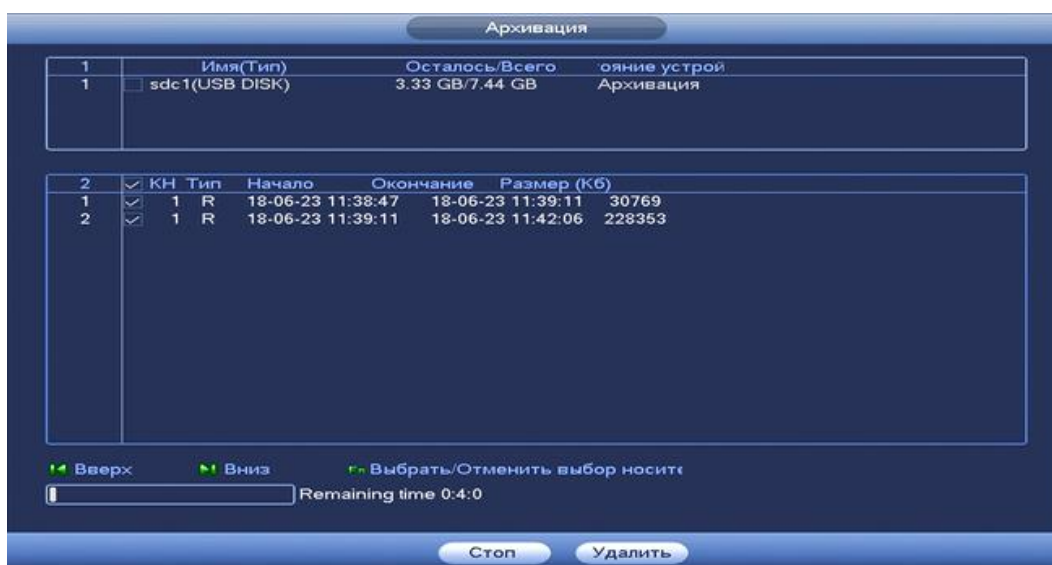 Архивация
1 Имя(Тип) Осталось/Всего ояние устрой
1 sdc1(USB DISK) 3.33 GB/7.44 GB Архивация
2 КН Тип Начало Окончание Размер (Кб)
1 1 R 18-06-23 11:38:47 18-06-23 11:39:11 30769
2 1 R 18-06-23 11:39:11 18-06-23 11:42:06 228353
Вверх Вниз Fn Выбрать/Отменить выбор носите
Remaining time 0:4:0
Стоп Удалить